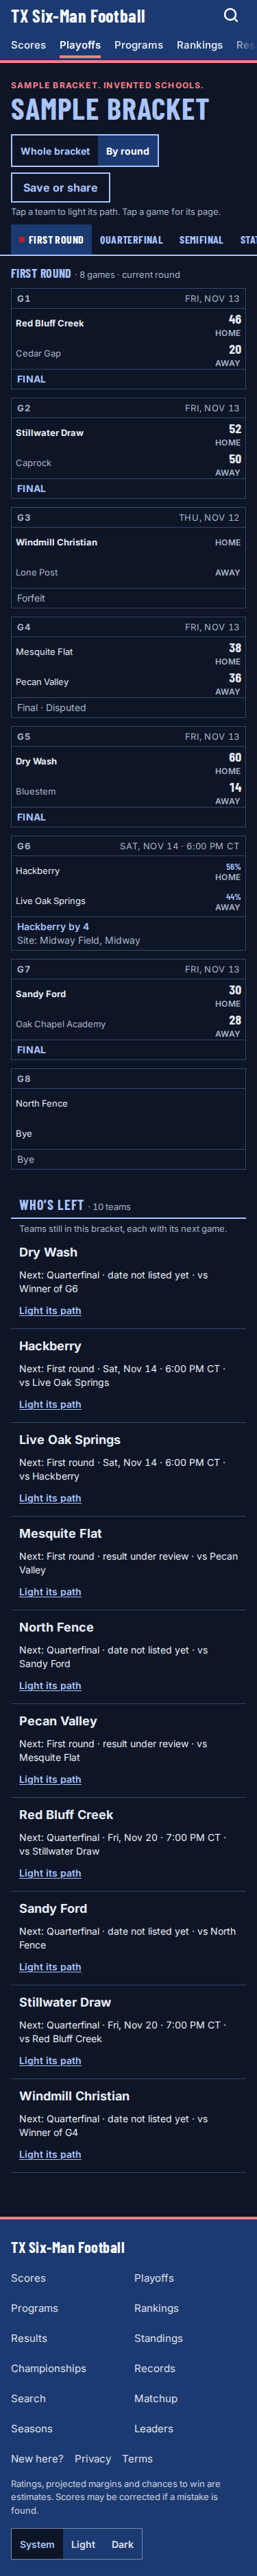 TX Six-Man Football
Scores Playoffs Programs Rankings Res
SAMPLE BRACKET. INVENTED SCHOOLS.
SAMPLE BRACKET
Whole bracket By round
Save or share
Tap a team to light its path. Tap a game for its page.
FIRST ROUND QUARTERFINAL SEMIFINAL STAT
FIRST ROUND · 8 games · current round
G1 FRI, NOV 13
Red Bluff Creek 46
HOME
Cedar Gap 20
AWAY
FINAL
G2 FRI, NOV 13
Stillwater Draw 52
HOME
Caprock 50
AWAY
FINAL
G3 THU, NOV 12
Windmill Christian HOME
Lone Post AWAY
Forfeit
G4 FRI, NOV 13
Mesquite Flat 38
HOME
Pecan Valley 36
AWAY
Final · Disputed
G5 FRI, NOV 13
Dry Wash 60
HOME
Bluestem 14
AWAY
FINAL
G6 SAT, NOV 14 · 6:00 PM CT
Hackberry 56%
HOME
Live Oak Springs 44%
AWAY
Hackberry by 4
Site: Midway Field, Midway
G7 FRI, NOV 13
Sandy Ford 30
HOME
Oak Chapel Academy 28
AWAY
FINAL
G8
North Fence
Bye
Bye
WHO'S LEFT · 10 teams
Teams still in this bracket, each with its next game.
Dry Wash
Next: Quarterfinal · date not listed yet · vs
Winner of G6
Light its path
Hackberry
Next: First round · Sat, Nov 14 · 6:00 PM CT ·
vs Live Oak Springs
Light its path
Live Oak Springs
Next: First round · Sat, Nov 14 · 6:00 PM CT ·
vs Hackberry
Light its path
Mesquite Flat
Next: First round · result under review · vs Pecan
Valley
Light its path
North Fence
Next: Quarterfinal · date not listed yet · vs
Sandy Ford
Light its path
Pecan Valley
Next: First round · result under review · vs
Mesquite Flat
Light its path
Red Bluff Creek
Next: Quarterfinal · Fri, Nov 20 · 7:00 PM CT ·
vs Stillwater Draw
Light its path
Sandy Ford
Next: Quarterfinal · date not listed yet · vs North
Fence
Light its path
Stillwater Draw
Next: Quarterfinal · Fri, Nov 20 · 7:00 PM CT ·
vs Red Bluff Creek
Light its path
Windmill Christian
Next: Quarterfinal · date not listed yet · vs
Winner of G4
Light its path
TX Six-Man Football
Scores Playoffs
Programs Rankings
Results Standings
Championships Records
Search Matchup
Seasons Leaders
New here? Privacy Terms
Ratings, projected margins and chances to win are
estimates. Scores may be corrected if a mistake is
found.
System Light Dark